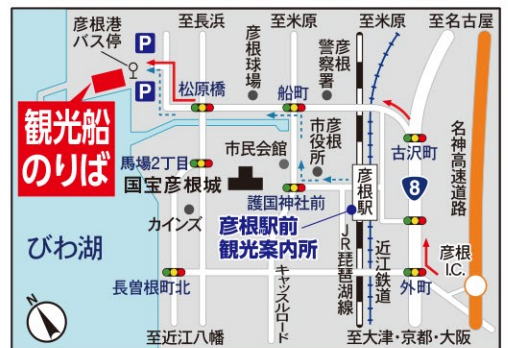 至長浜
至米原
至米原
至名古屋
彦根港
バス停
P
P
彦根球場
彦根
警察署
松原橋
船町
観光船
のりば
古沢町
名神高速道路
馬場2丁目
市民会館
彦根
市役所
国宝彦根城
護国神社前
彦根駅
8
カインズ
彦根駅前
観光案内所
びわ湖
JR琵琶湖線
近江鉄道
彦根
I.C.
長曽根町北
キャッスルロード
外町
N
至近江八幡
至大津・京都・大阪